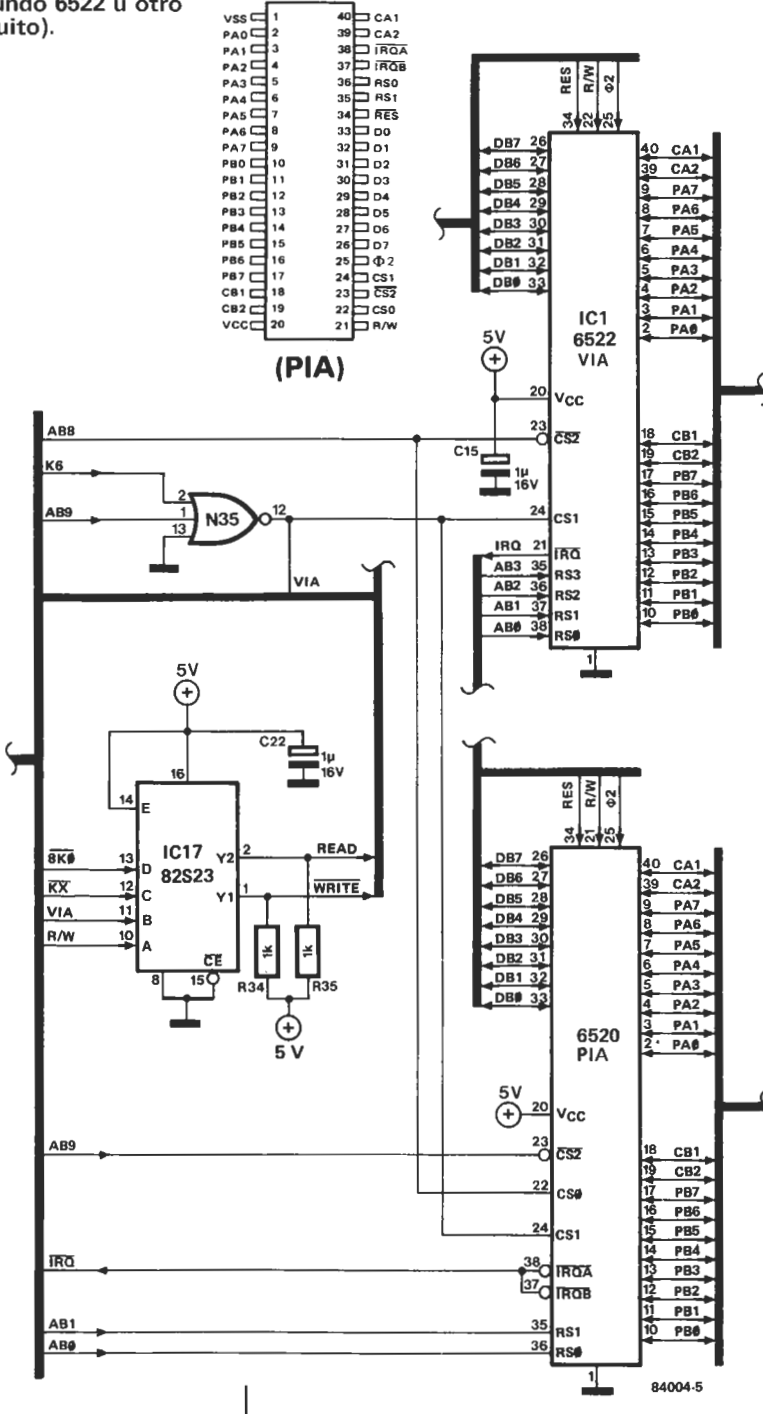 undo 6522 u otro
uito).
VSS 1 40 CA1
PA0 2 39 CA2
PA1 3 38 IRQA
PA2 4 37 IRQB
PA3 5 36 RS0
PA4 6 35 RS1
PA5 7 34 RES
PA6 8 33 D0
PA7 9 32 D1
PB0 10 31 D2
PB1 11 30 D3
PB2 12 29 D4
PB3 13 28 D5
PB4 14 27 D6
PB5 15 26 D7
PB6 16 25 Φ2
PB7 17 24 CS1
CB1 18 23 CS2
CB2 19 22 CS0
VCC 20 21 R/W
(PIA)
RES R/W Φ2
34 22 25
DB7 26
DB6 27
DB5 28
DB4 29
DB3 30
DB2 31
DB1 32
DB0 33
IC1
6522
VIA
40 CA1
39 CA2
9 PA7
8 PA6
7 PA5
6 PA4
5 PA3
4 PA2
3 PA1
2 PA0
5V
20 VCC
23 CS2
C15
1µ
16V
24 CS1
IRQ 21 IRQ
AB3 35 RS3
AB2 36 RS2
AB1 37 RS1
AB0 38 RS0
1
18 CB1
19 CB2
17 PB7
16 PB6
15 PB5
14 PB4
13 PB3
12 PB2
11 PB1
10 PB0
AB8
K6
AB9
2
1
13
N35
12
VIA
5V
C22
1µ
16V
16
14 E
IC17
82S23
8K0 13 D
KX 12 C
VIA 11 B
R/W 10 A
Y2 2 READ
Y1 1 WRITE
CE
8 15
R34 1k
1k R35
5 V
RES R/W Φ2
34 21 25
DB7 26
DB6 27
DB5 28
DB4 29
DB3 30
DB2 31
DB1 32
DB0 33
6520
PIA
40 CA1
39 CA2
9 PA7
8 PA6
7 PA5
6 PA4
5 PA3
4 PA2
3 PA1
2 PA0
5V
20 VCC
AB9
23 CS2
22 CS0
24 CS1
IRQ
38 IRQA
37 IRQB
AB1 35 RS1
AB0 36 RS0
1
18 CB1
19 CB2
17 PB7
16 PB6
15 PB5
14 PB4
13 PB3
12 PB2
11 PB1
10 PB0
84004-5